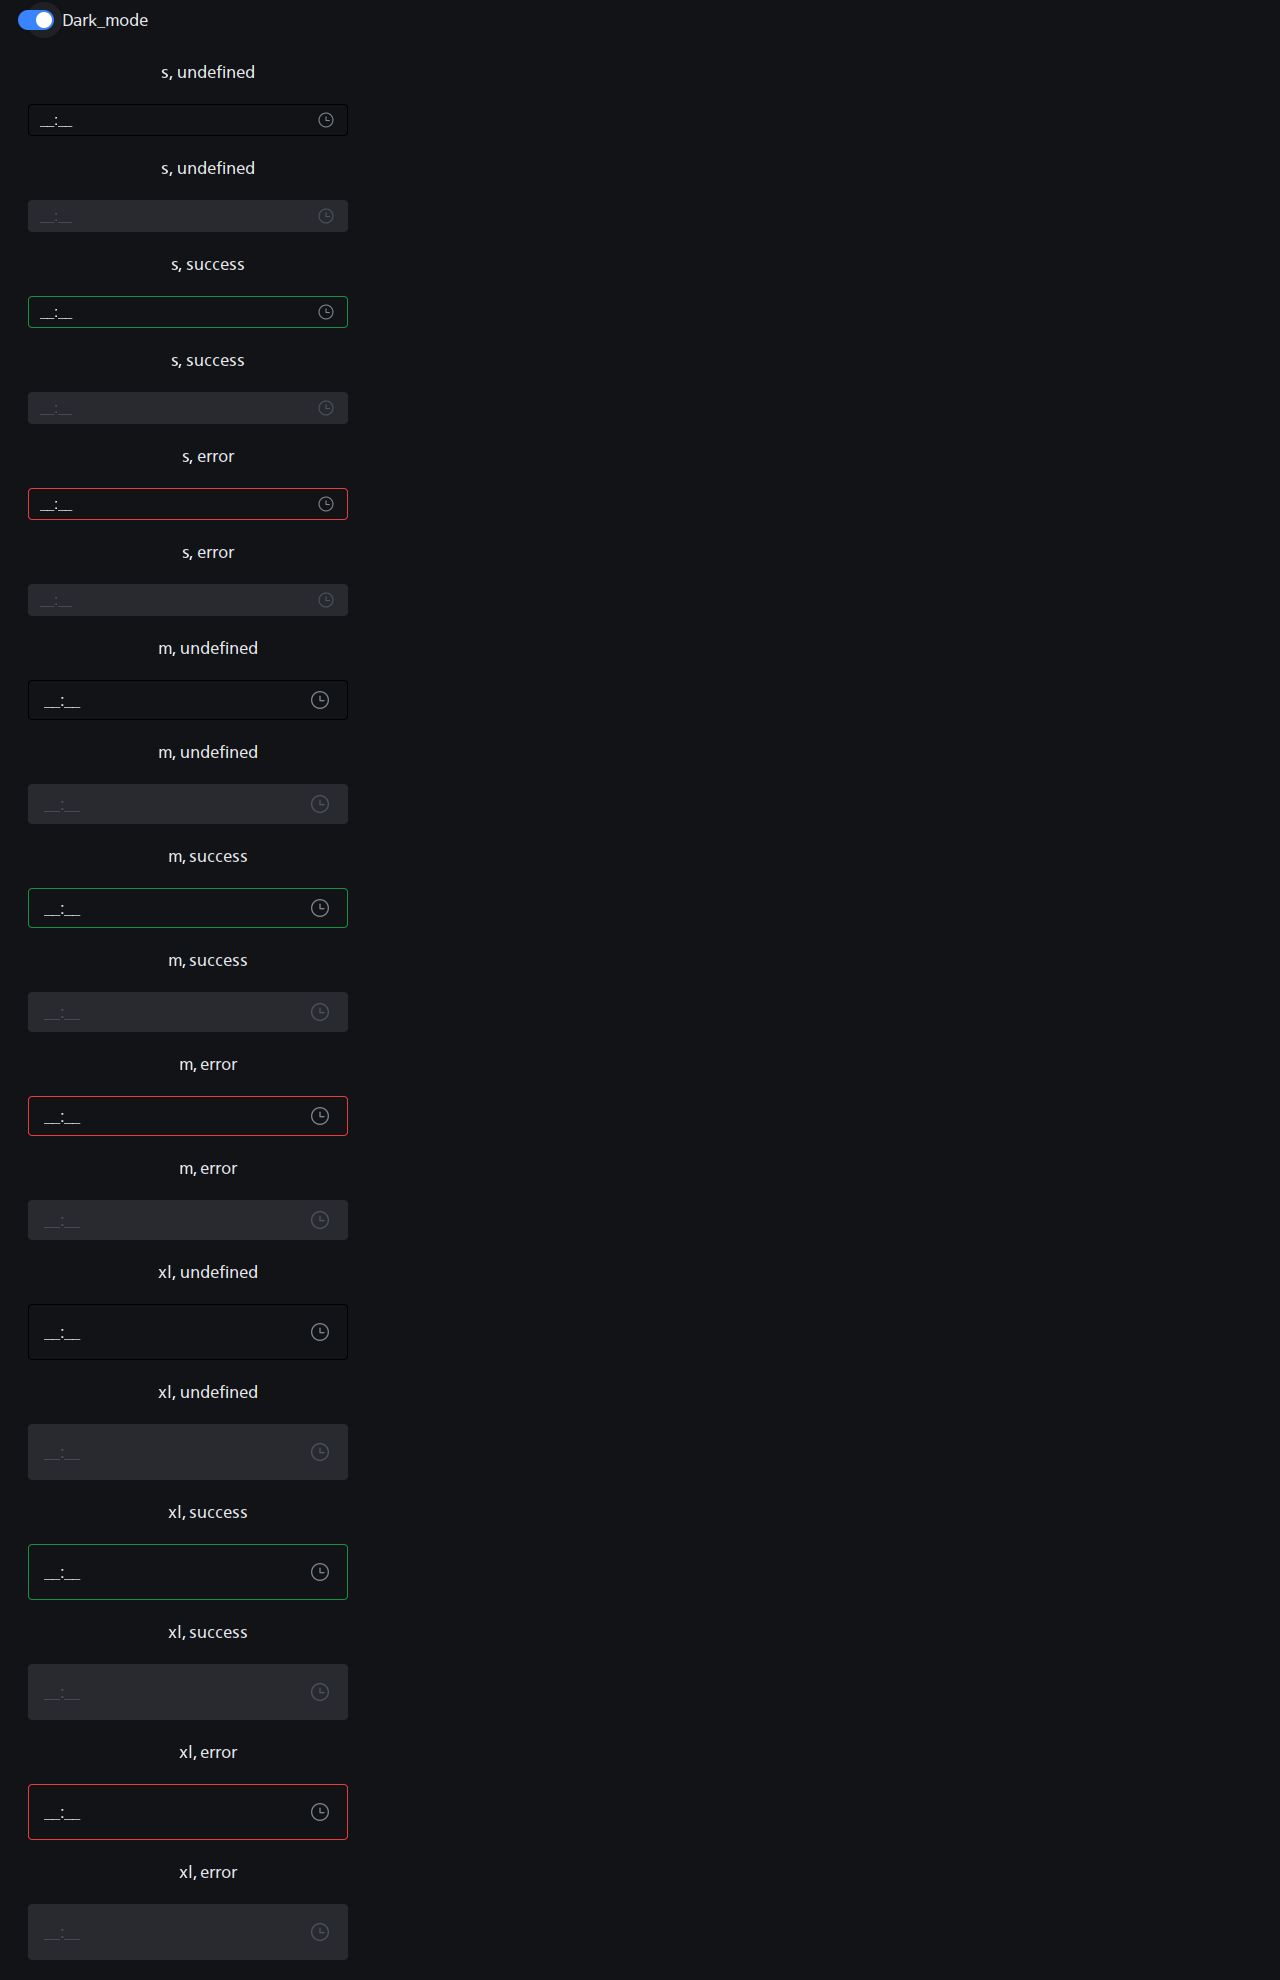 Dark_mode
s, undefined
__:__
s, undefined
__:__
s, success
__:__
s, success
__:__
s, error
__:__
s, error
__:__
m, undefined
__:__
m, undefined
__:__
m, success
__:__
m, success
__:__
m, error
__:__
m, error
__:__
xl, undefined
__:__
xl, undefined
__:__
xl, success
__:__
xl, success
__:__
xl, error
__:__
xl, error
__:__